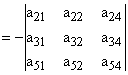 |a₂₁ a₂₂ a₂₄|
= −|a₃₁ a₃₂ a₃₄|
|a₅₁ a₅₂ a₅₄|